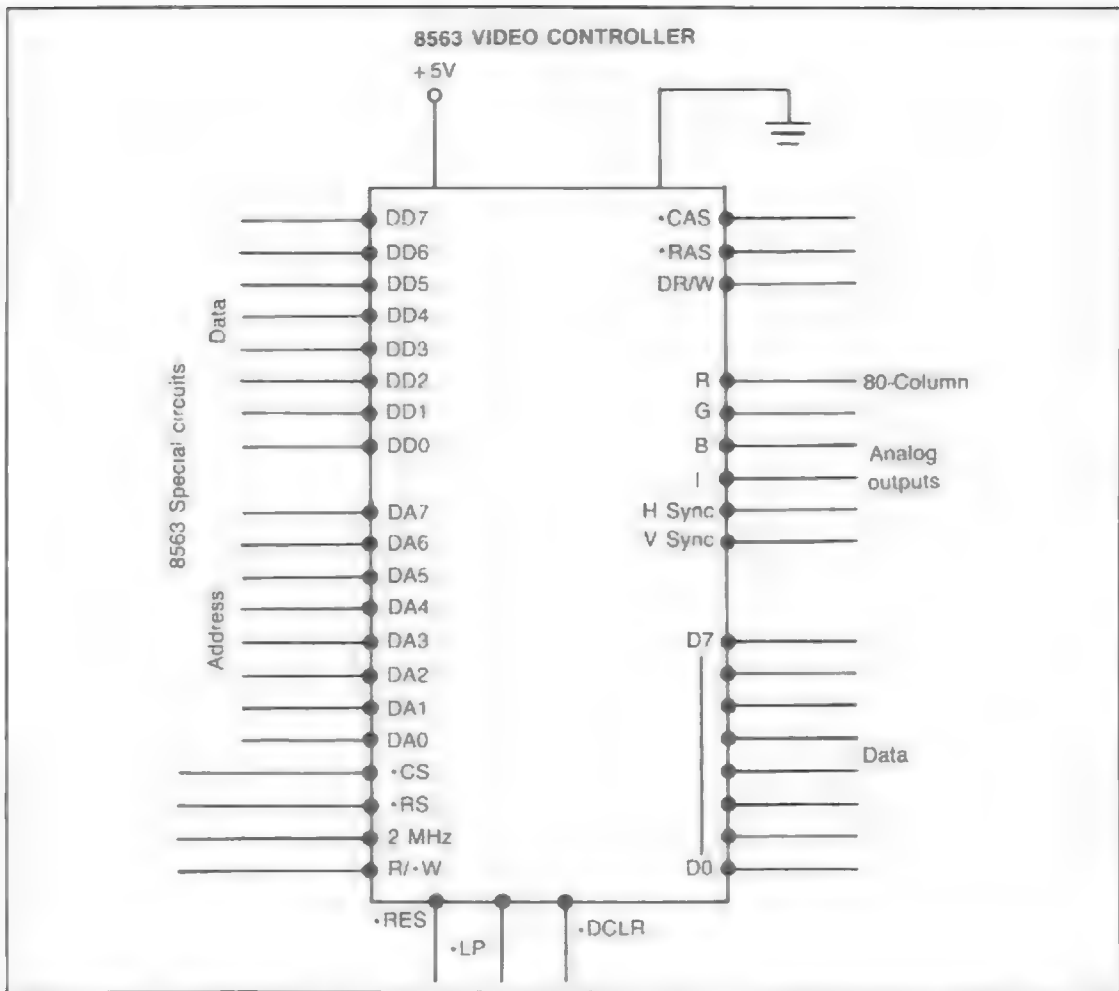 8563 VIDEO CONTROLLER
+5V
DD7
DD6
DD5
DD4
DD3
DD2
DD1
DD0
Data
8563 Special circuits
DA7
DA6
DA5
DA4
DA3
DA2
DA1
DA0
Address
·CS
·RS
2 MHz
R/·W
·CAS
·RAS
DR/W
R
G
B
I
H Sync
V Sync
80-Column
Analog
outputs
D7
D0
Data
·RES
·LP
·DCLR